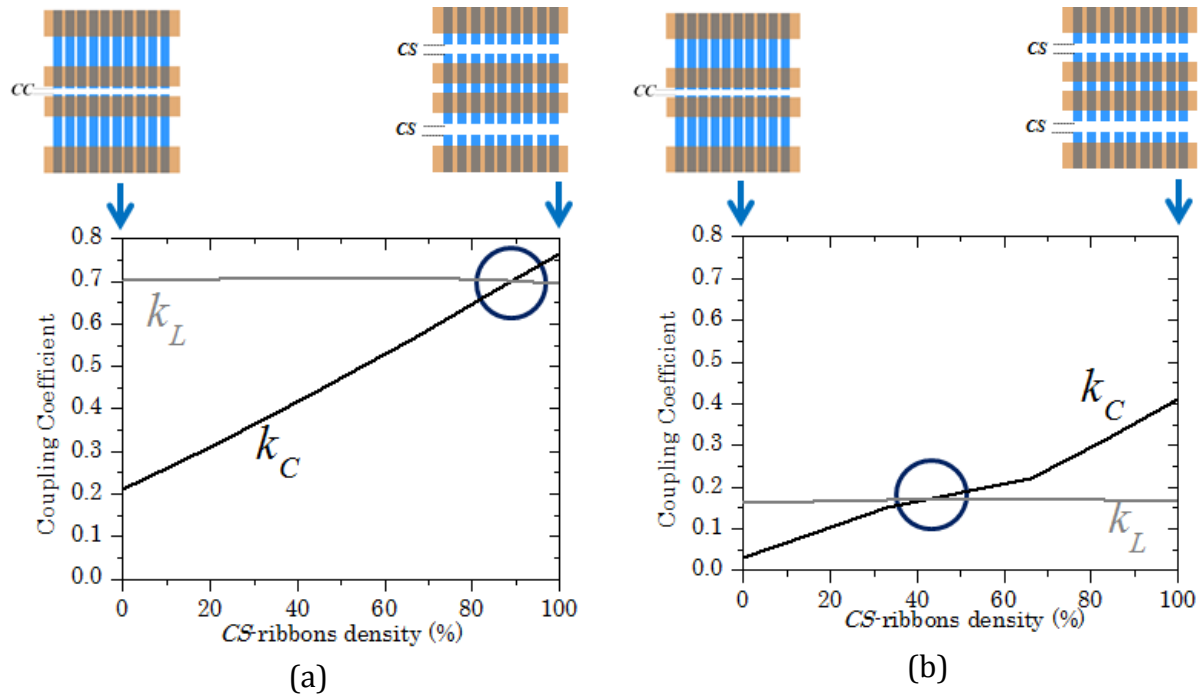 CC
CS
CS
CC
CS
CS
0.8
0.7
0.6
0.5
0.4
0.3
0.2
0.1
0.0
Coupling Coefficient
k_L
k_C
0 20 40 60 80 100
CS-ribbons density (%)
(a)
0.8
0.7
0.6
0.5
0.4
0.3
0.2
0.1
0.0
Coupling Coefficient
k_C
k_L
0 20 40 60 80 100
CS-ribbons density (%)
(b)